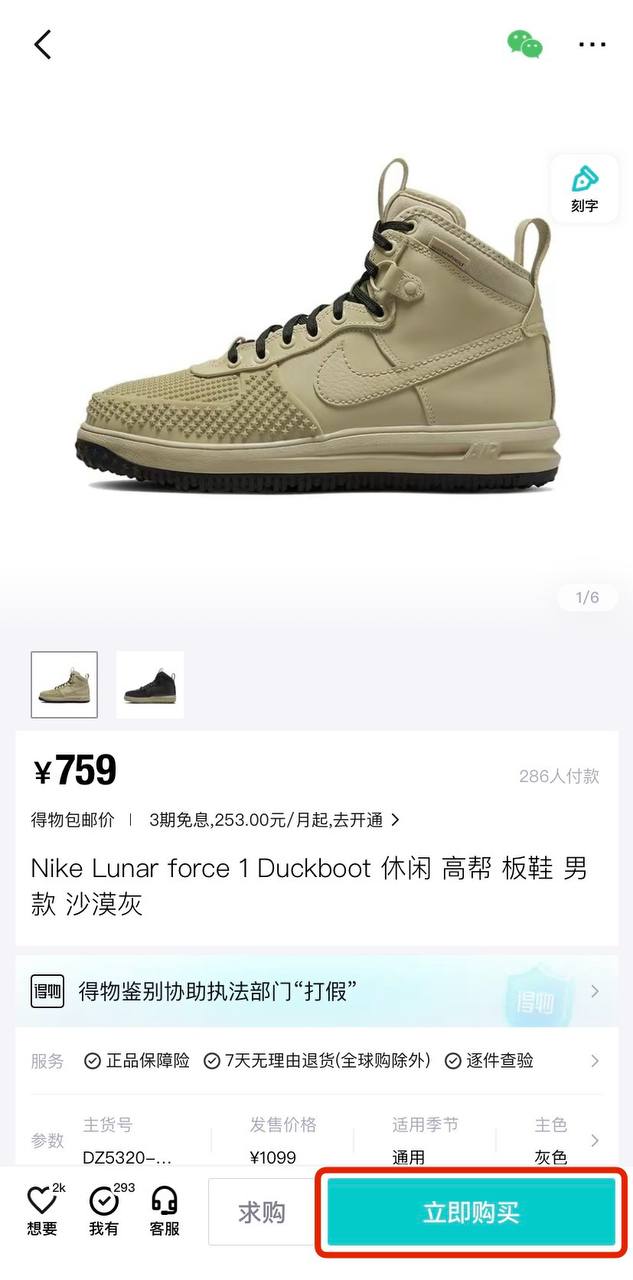 刻字
AIR
1/6
¥759
286人付款
得物包邮价 | 3期免息,253.00元/月起,去开通 >
Nike Lunar force 1 Duckboot 休闲 高帮 板鞋 男
款 沙漠灰
得物 得物鉴别协助执法部门“打假” 得物
服务 正品保障险 7天无理由退货(全球购除外) 逐件查验
参数 主货号 发售价格 适用季节 主色
DZ5320-... ¥1099 通用 灰色
2k 293
想要 我有 客服 求购 立即购买